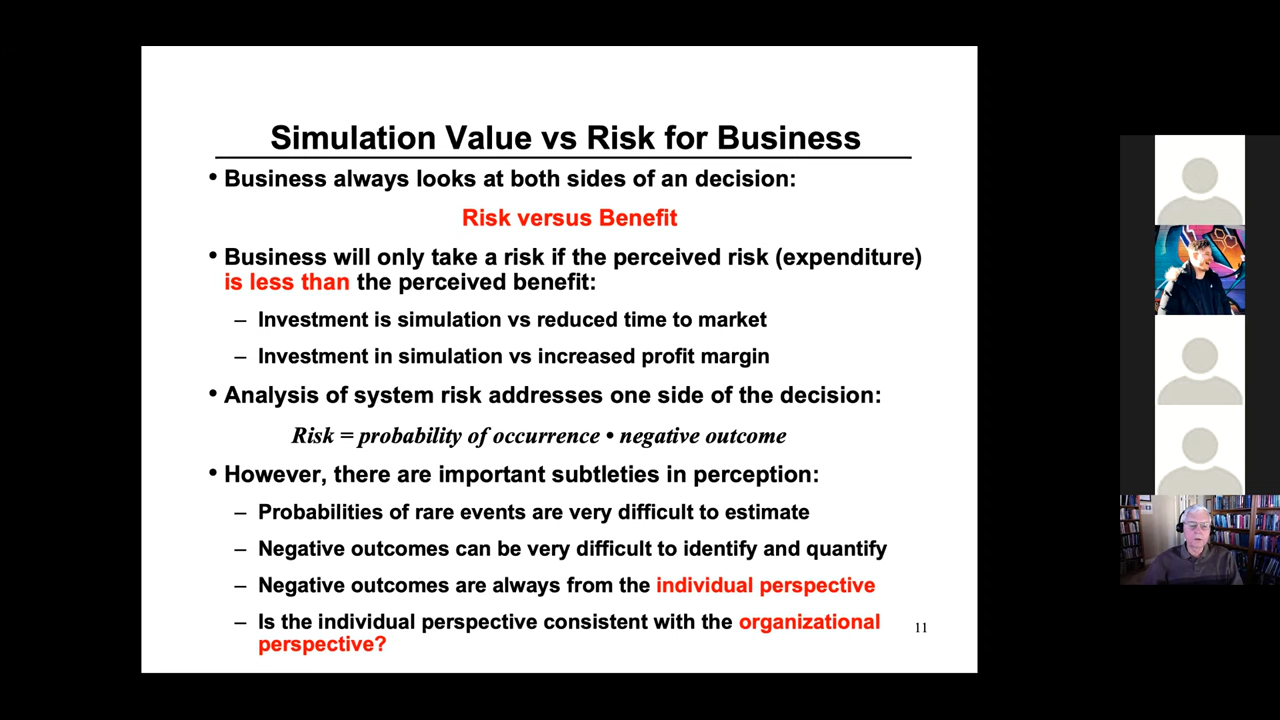 Simulation Value vs Risk for Business
• Business always looks at both sides of an decision:
Risk versus Benefit
• Business will only take a risk if the perceived risk (expenditure)
is less than the perceived benefit:
– Investment is simulation vs reduced time to market
– Investment in simulation vs increased profit margin
• Analysis of system risk addresses one side of the decision:
Risk = probability of occurrence • negative outcome
• However, there are important subtleties in perception:
– Probabilities of rare events are very difficult to estimate
– Negative outcomes can be very difficult to identify and quantify
– Negative outcomes are always from the individual perspective
– Is the individual perspective consistent with the organizational
perspective?
11